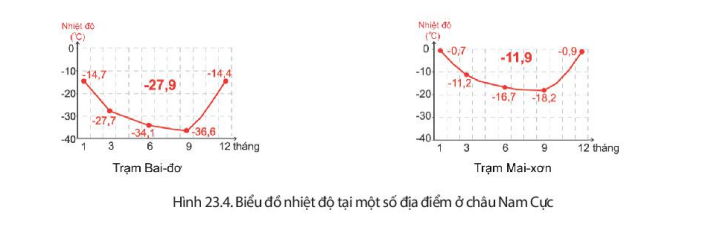 Nhiệt độ
(°C)
0
-10
-20
-30
-40
-14,7
-27,7
-34,1
-36,6
-14,4
-27,9
1 3 6 9 12 tháng
Trạm Bai-đơ
Nhiệt độ
(°C)
0
-10
-20
-30
-40
-0,7
-11,2
-16,7
-18,2
-0,9
-11,9
1 3 6 9 12 tháng
Trạm Mai-xơn
Hình 23.4. Biểu đồ nhiệt độ tại một số địa điểm ở châu Nam Cực